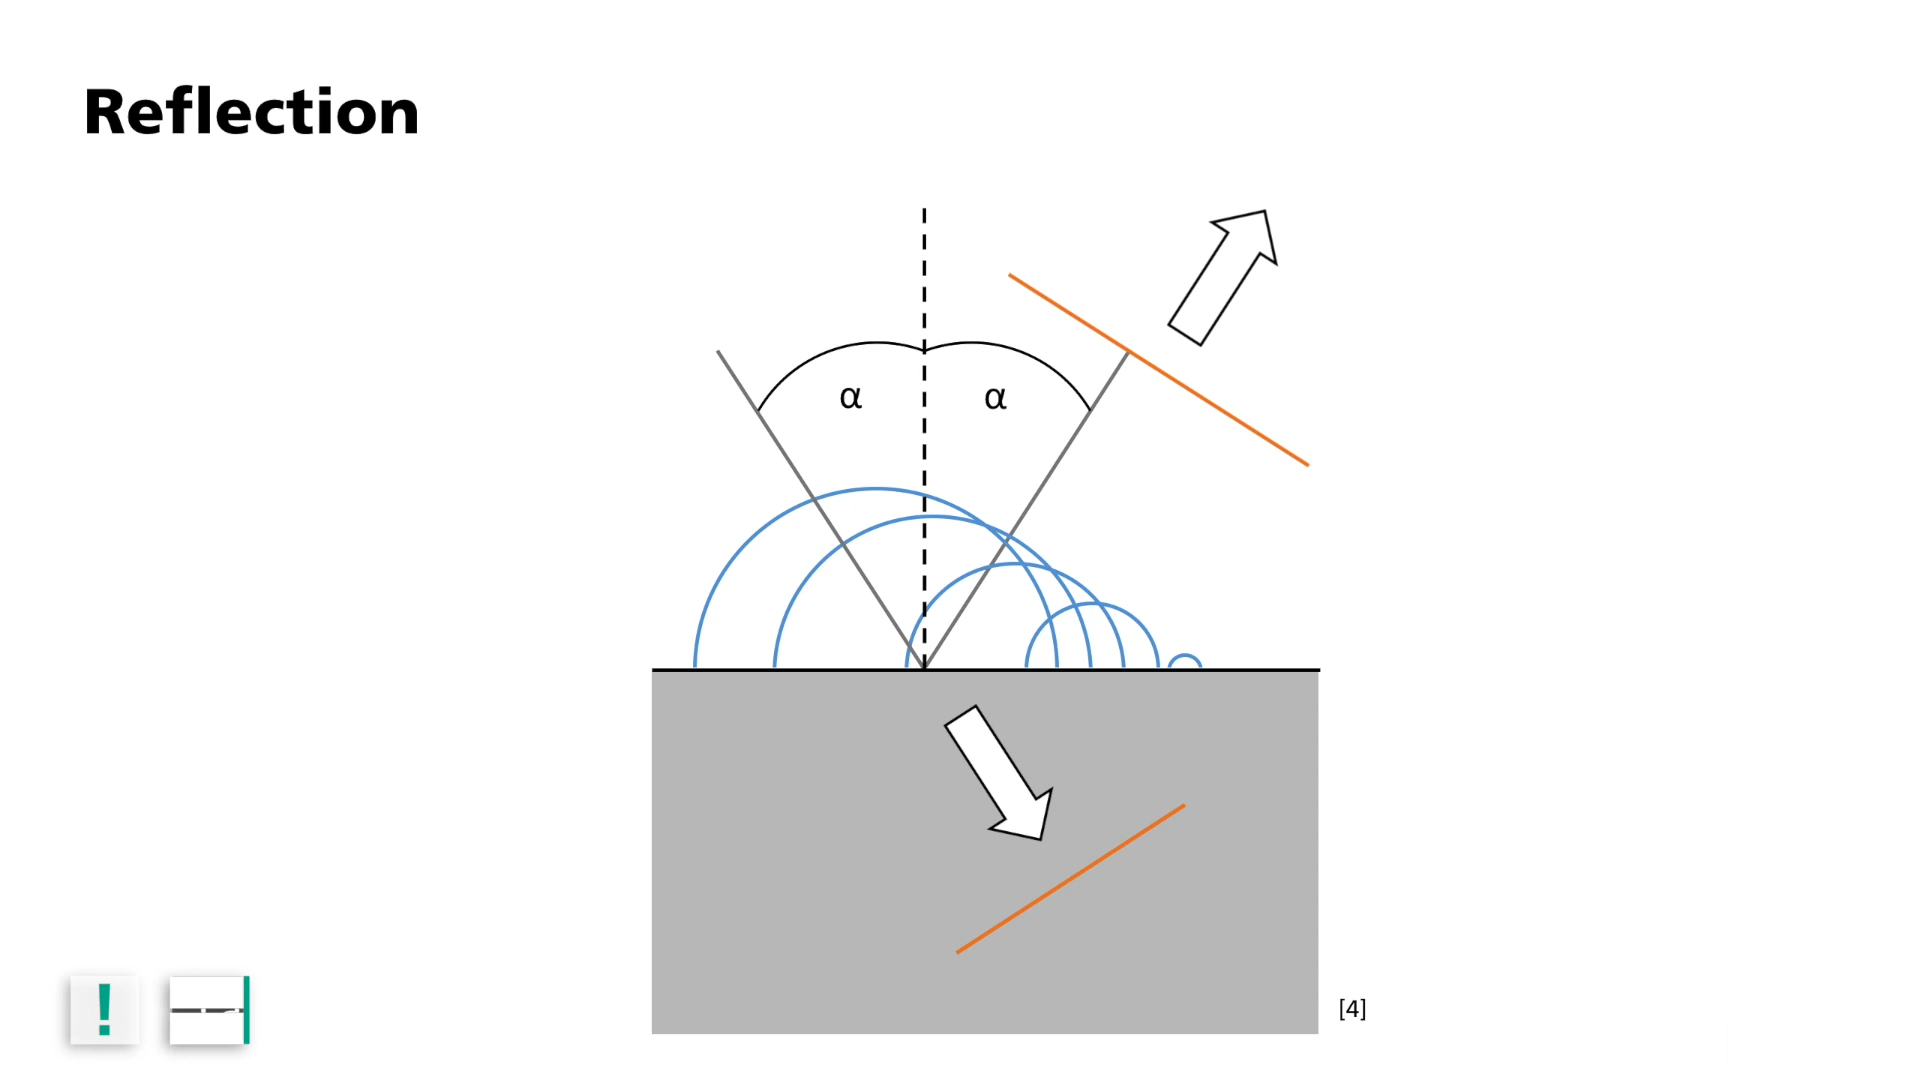 Reflection
α α
!
[4]